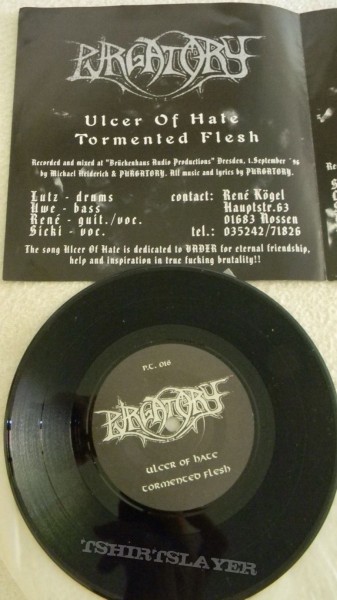 PURGATORY
Ulcer Of Hate
Tormented Flesh
Recorded and mixed at "Brückenhaus Audio Productions" Dresden, 1.September '96
by Michael Heiderich & PURGATORY. All music and lyrics by PURGATORY.
Lutz - drums contact: René Kögel
Uwe - bass Hauptstr.63
René - guit./voc. 01683 Nossen
Sicki - voc. tel.: 035242/71826
The song Ulcer Of Hate is dedicated to VADER for eternal friendship,
help and inspiration in true fucking brutality!!
P.T. 016
PURGATORY
ulcer of hate
tormented flesh
TSHIRTSLAYER